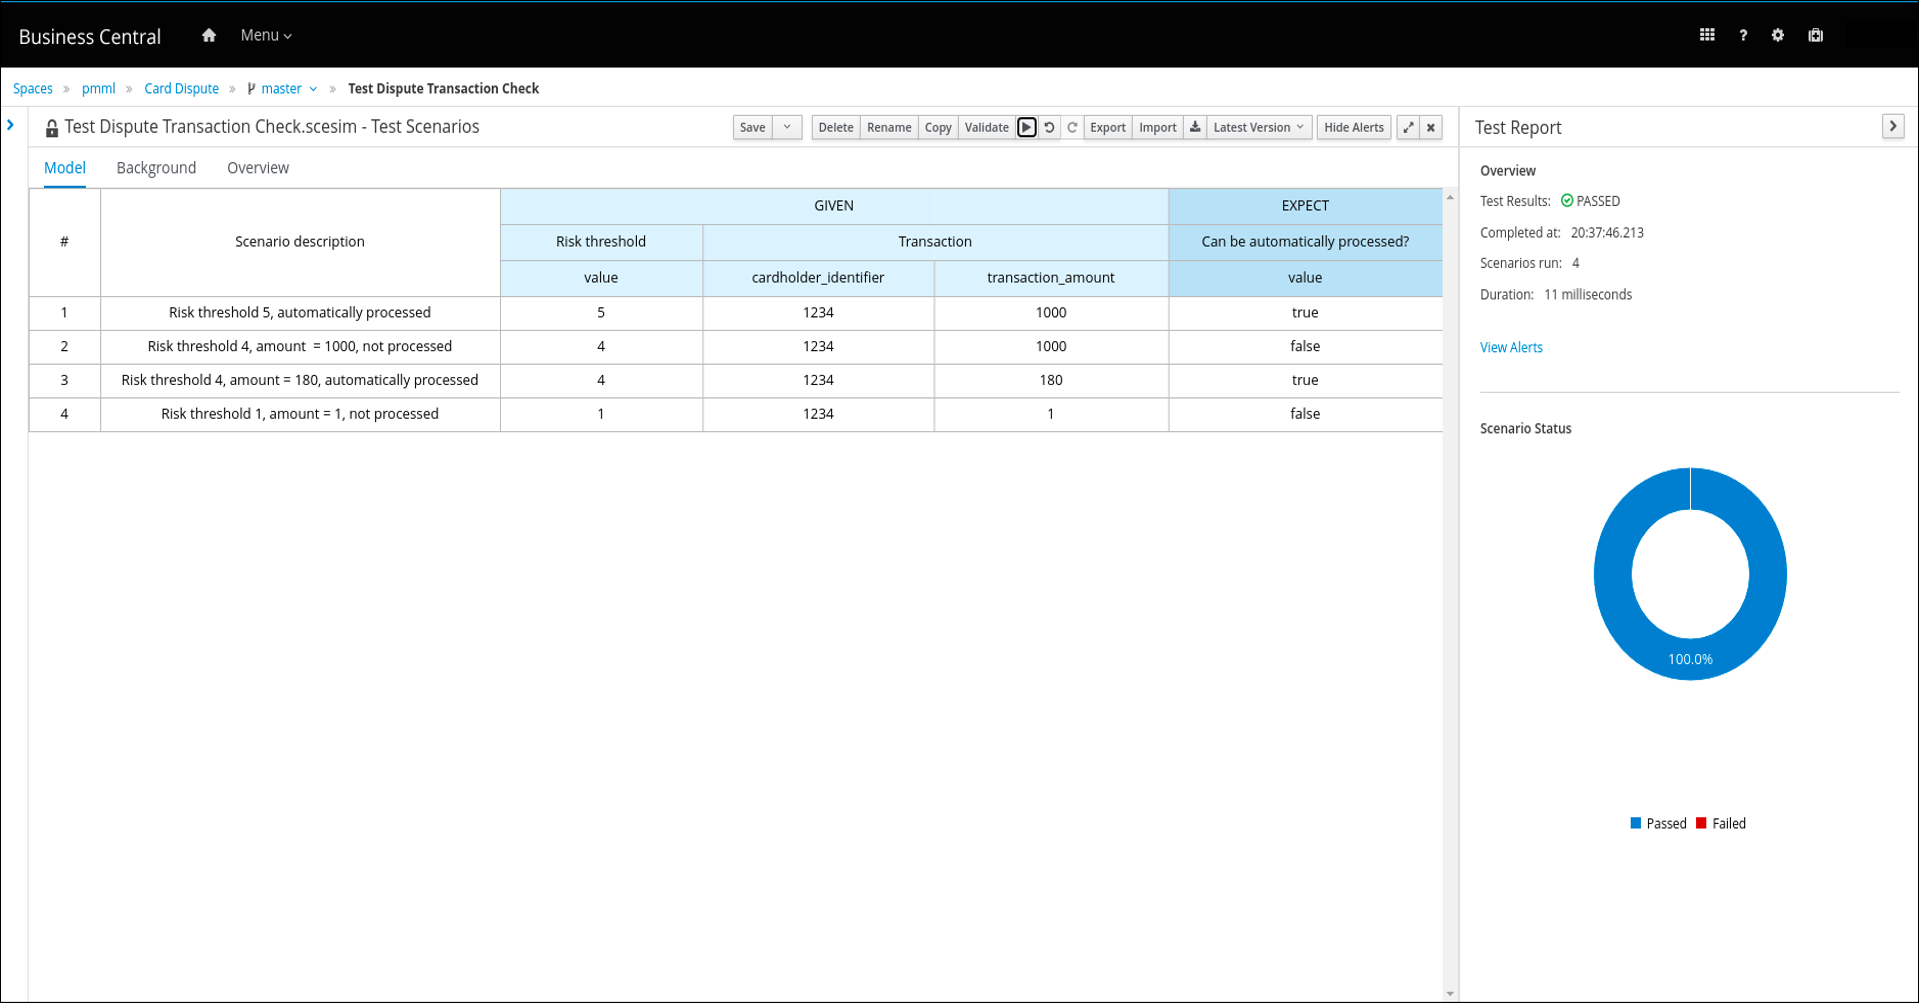 Business Central Menu ?
Spaces » pmml » Card Dispute » master » Test Dispute Transaction Check
Test Dispute Transaction Check.scesim - Test Scenarios Save Delete Rename Copy Validate Export Import Latest Version Hide Alerts
Model Background Overview
# Scenario description GIVEN EXPECT
Risk threshold Transaction Can be automatically processed?
value cardholder_identifier transaction_amount value
1 Risk threshold 5, automatically processed 5 1234 1000 true
2 Risk threshold 4, amount  = 1000, not processed 4 1234 1000 false
3 Risk threshold 4, amount = 180, automatically processed 4 1234 180 true
4 Risk threshold 1, amount = 1, not processed 1 1234 1 false
Test Report
Overview
Test Results: PASSED
Completed at: 20:37:46.213
Scenarios run: 4
Duration: 11 milliseconds
View Alerts
Scenario Status
100.0%
Passed Failed